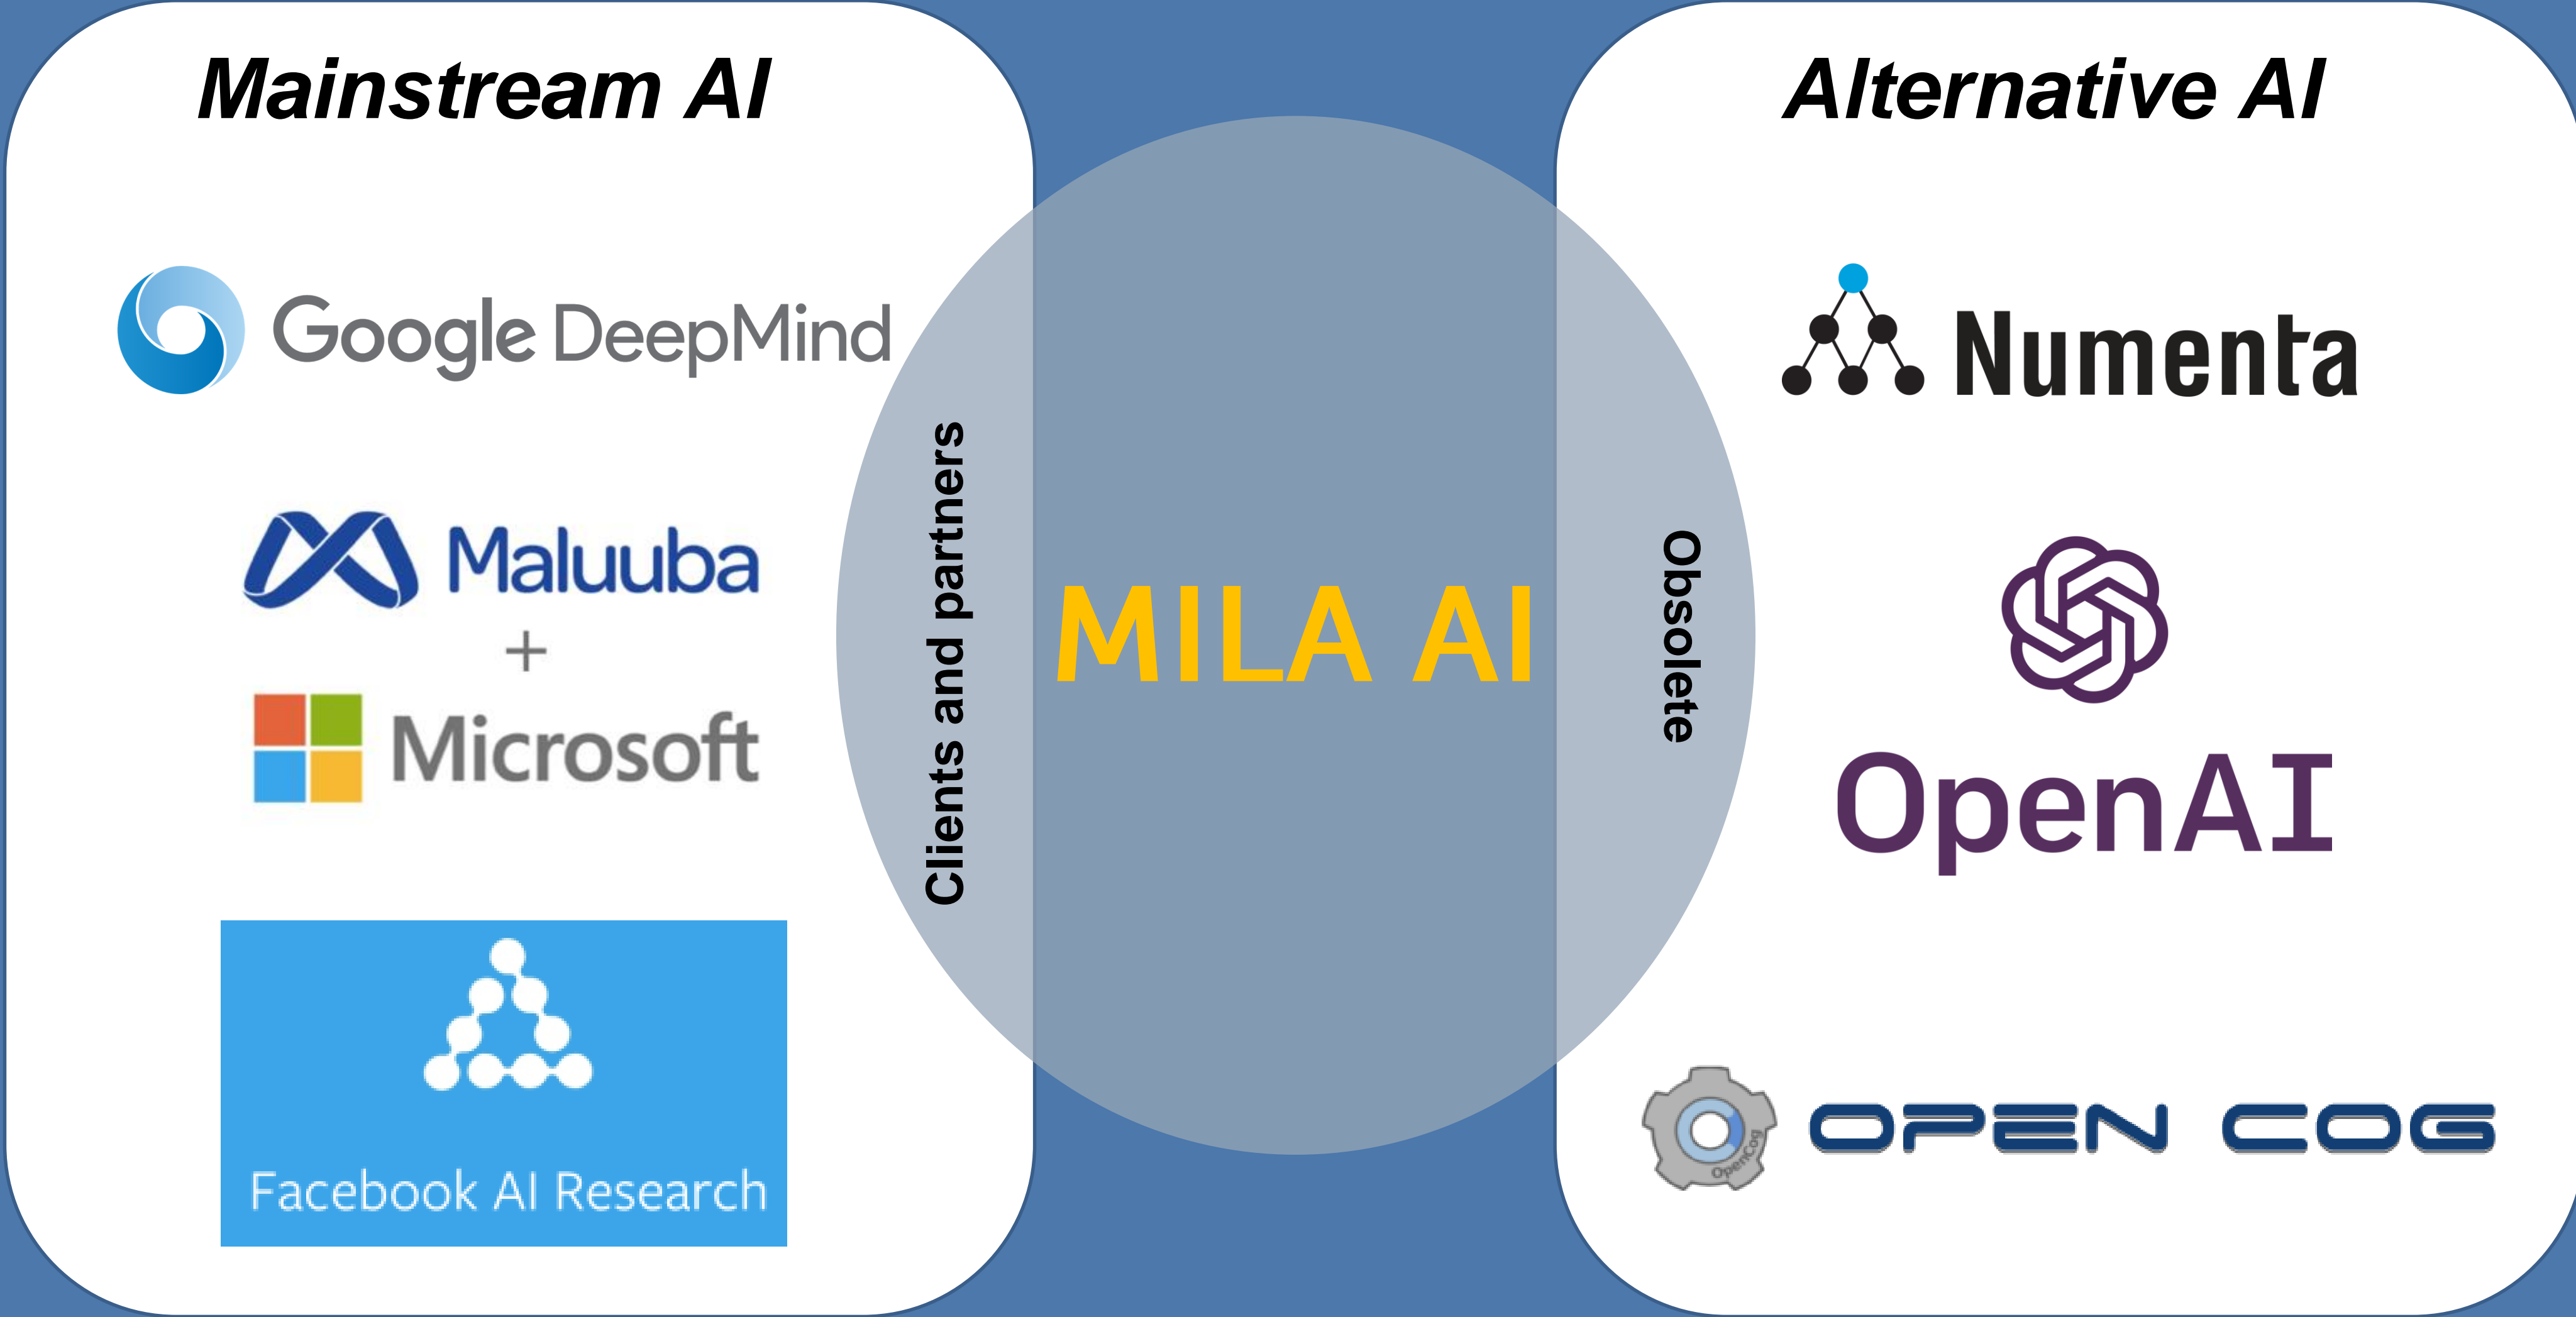 Mainstream AI
Google DeepMind
Maluuba
+
Microsoft
Facebook AI Research
Clients and partners
MILA AI
Obsolete
Alternative AI
Numenta
OpenAI
OpenCog
OPEN COG